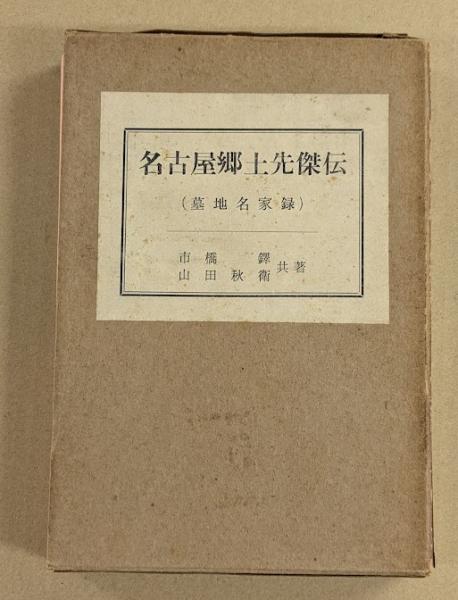 名古屋郷土先傑伝
（墓地名家録）
市橋鐸
山田秋衛 共著